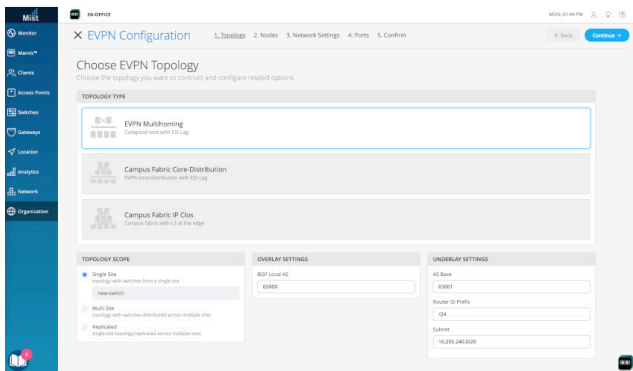 Mist
SG-OFFICE
MON, 01:44 PM
Monitor
Marvis™
Clients
Access Points
Switches
Gateways
Location
Analytics
Network
Organization
EVPN Configuration
1. Topology
2. Nodes
3. Network Settings
4. Ports
5. Confirm
← Back
Continue →
Choose EVPN Topology
Choose the topology you want to contruct and configure related options
TOPOLOGY TYPE
EVPN Multihoming
Collapsed core with ESI-Lag
Campus Fabric Core-Distribution
EVPN core/distribution with ESI-Lag
Campus Fabric IP Clos
Campus fabric with L3 at the edge
TOPOLOGY SCOPE
Single Site
topology with switches from a single site
new-switch
Multi Site
topology with switches distributed across multiple sites
Replicated
single site topology replicated across multiple sites
OVERLAY SETTINGS
BGP Local AS
65000
UNDERLAY SETTINGS
AS Base
65001
Router ID Prefix
/24
Subnet
10.255.240.0/20